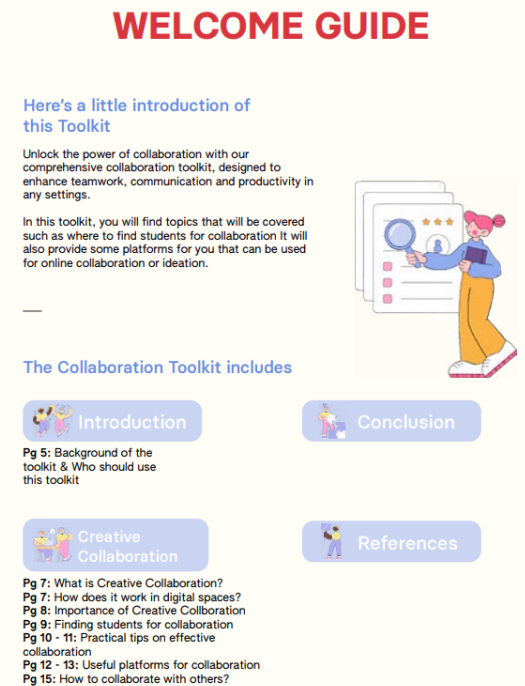 WELCOME GUIDE
Here's a little introduction of
this Toolkit
Unlock the power of collaboration with our
comprehensive collaboration toolkit, designed to
enhance teamwork, communication and productivity in
any settings.
In this toolkit, you will find topics that will be covered
such as where to find students for collaboration It will
also provide some platforms for you that can be used
for online collaboration or ideation.
The Collaboration Toolkit includes
Introduction
Pg 5: Background of the
toolkit & Who should use
this toolkit
Conclusion
Creative
Collaboration
Pg 7: What is Creative Collaboration?
Pg 7: How does it work in digital spaces?
Pg 8: Importance of Creative Collboration
Pg 9: Finding students for collaboration
Pg 10 - 11: Practical tips on effective
collaboration
Pg 12 - 13: Useful platforms for collaboration
Pg 15: How to collaborate with others?
References